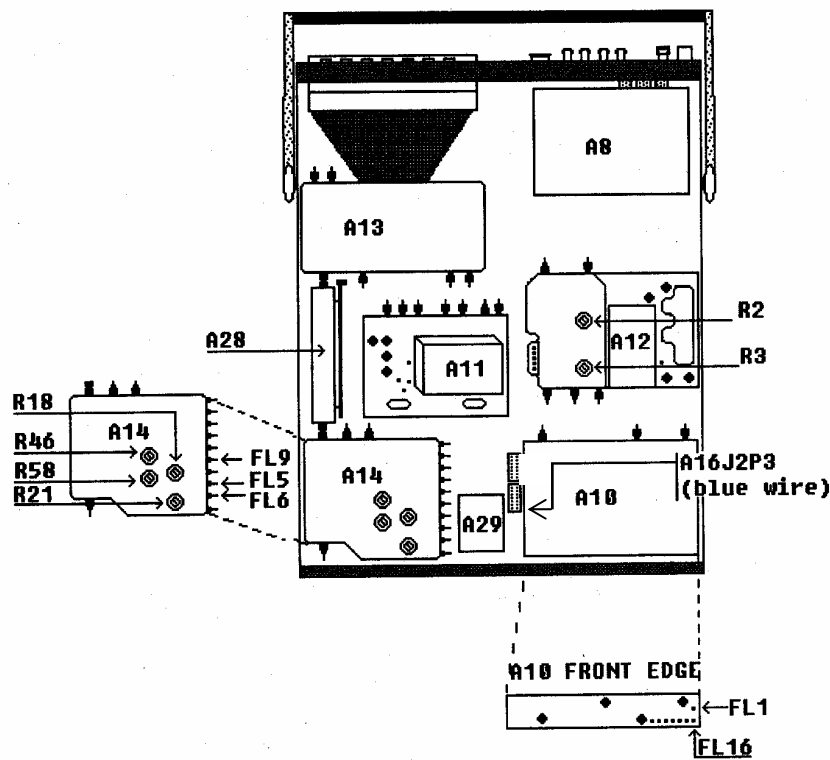 A8
A13
R2
A28
A12
A11
R3
R18
A14
R46
FL9
R58
FL5
R21
FL6
A14
A29
A10
A16J2P3
(blue wire)
A10 FRONT EDGE
FL1
FL16